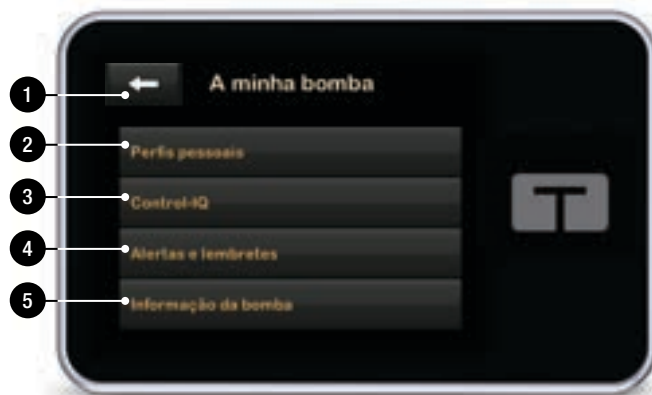 A minha bomba
1
2
Perfis pessoais
3
Control-IQ
4
Alertas e lembretes
5
Informação da bomba